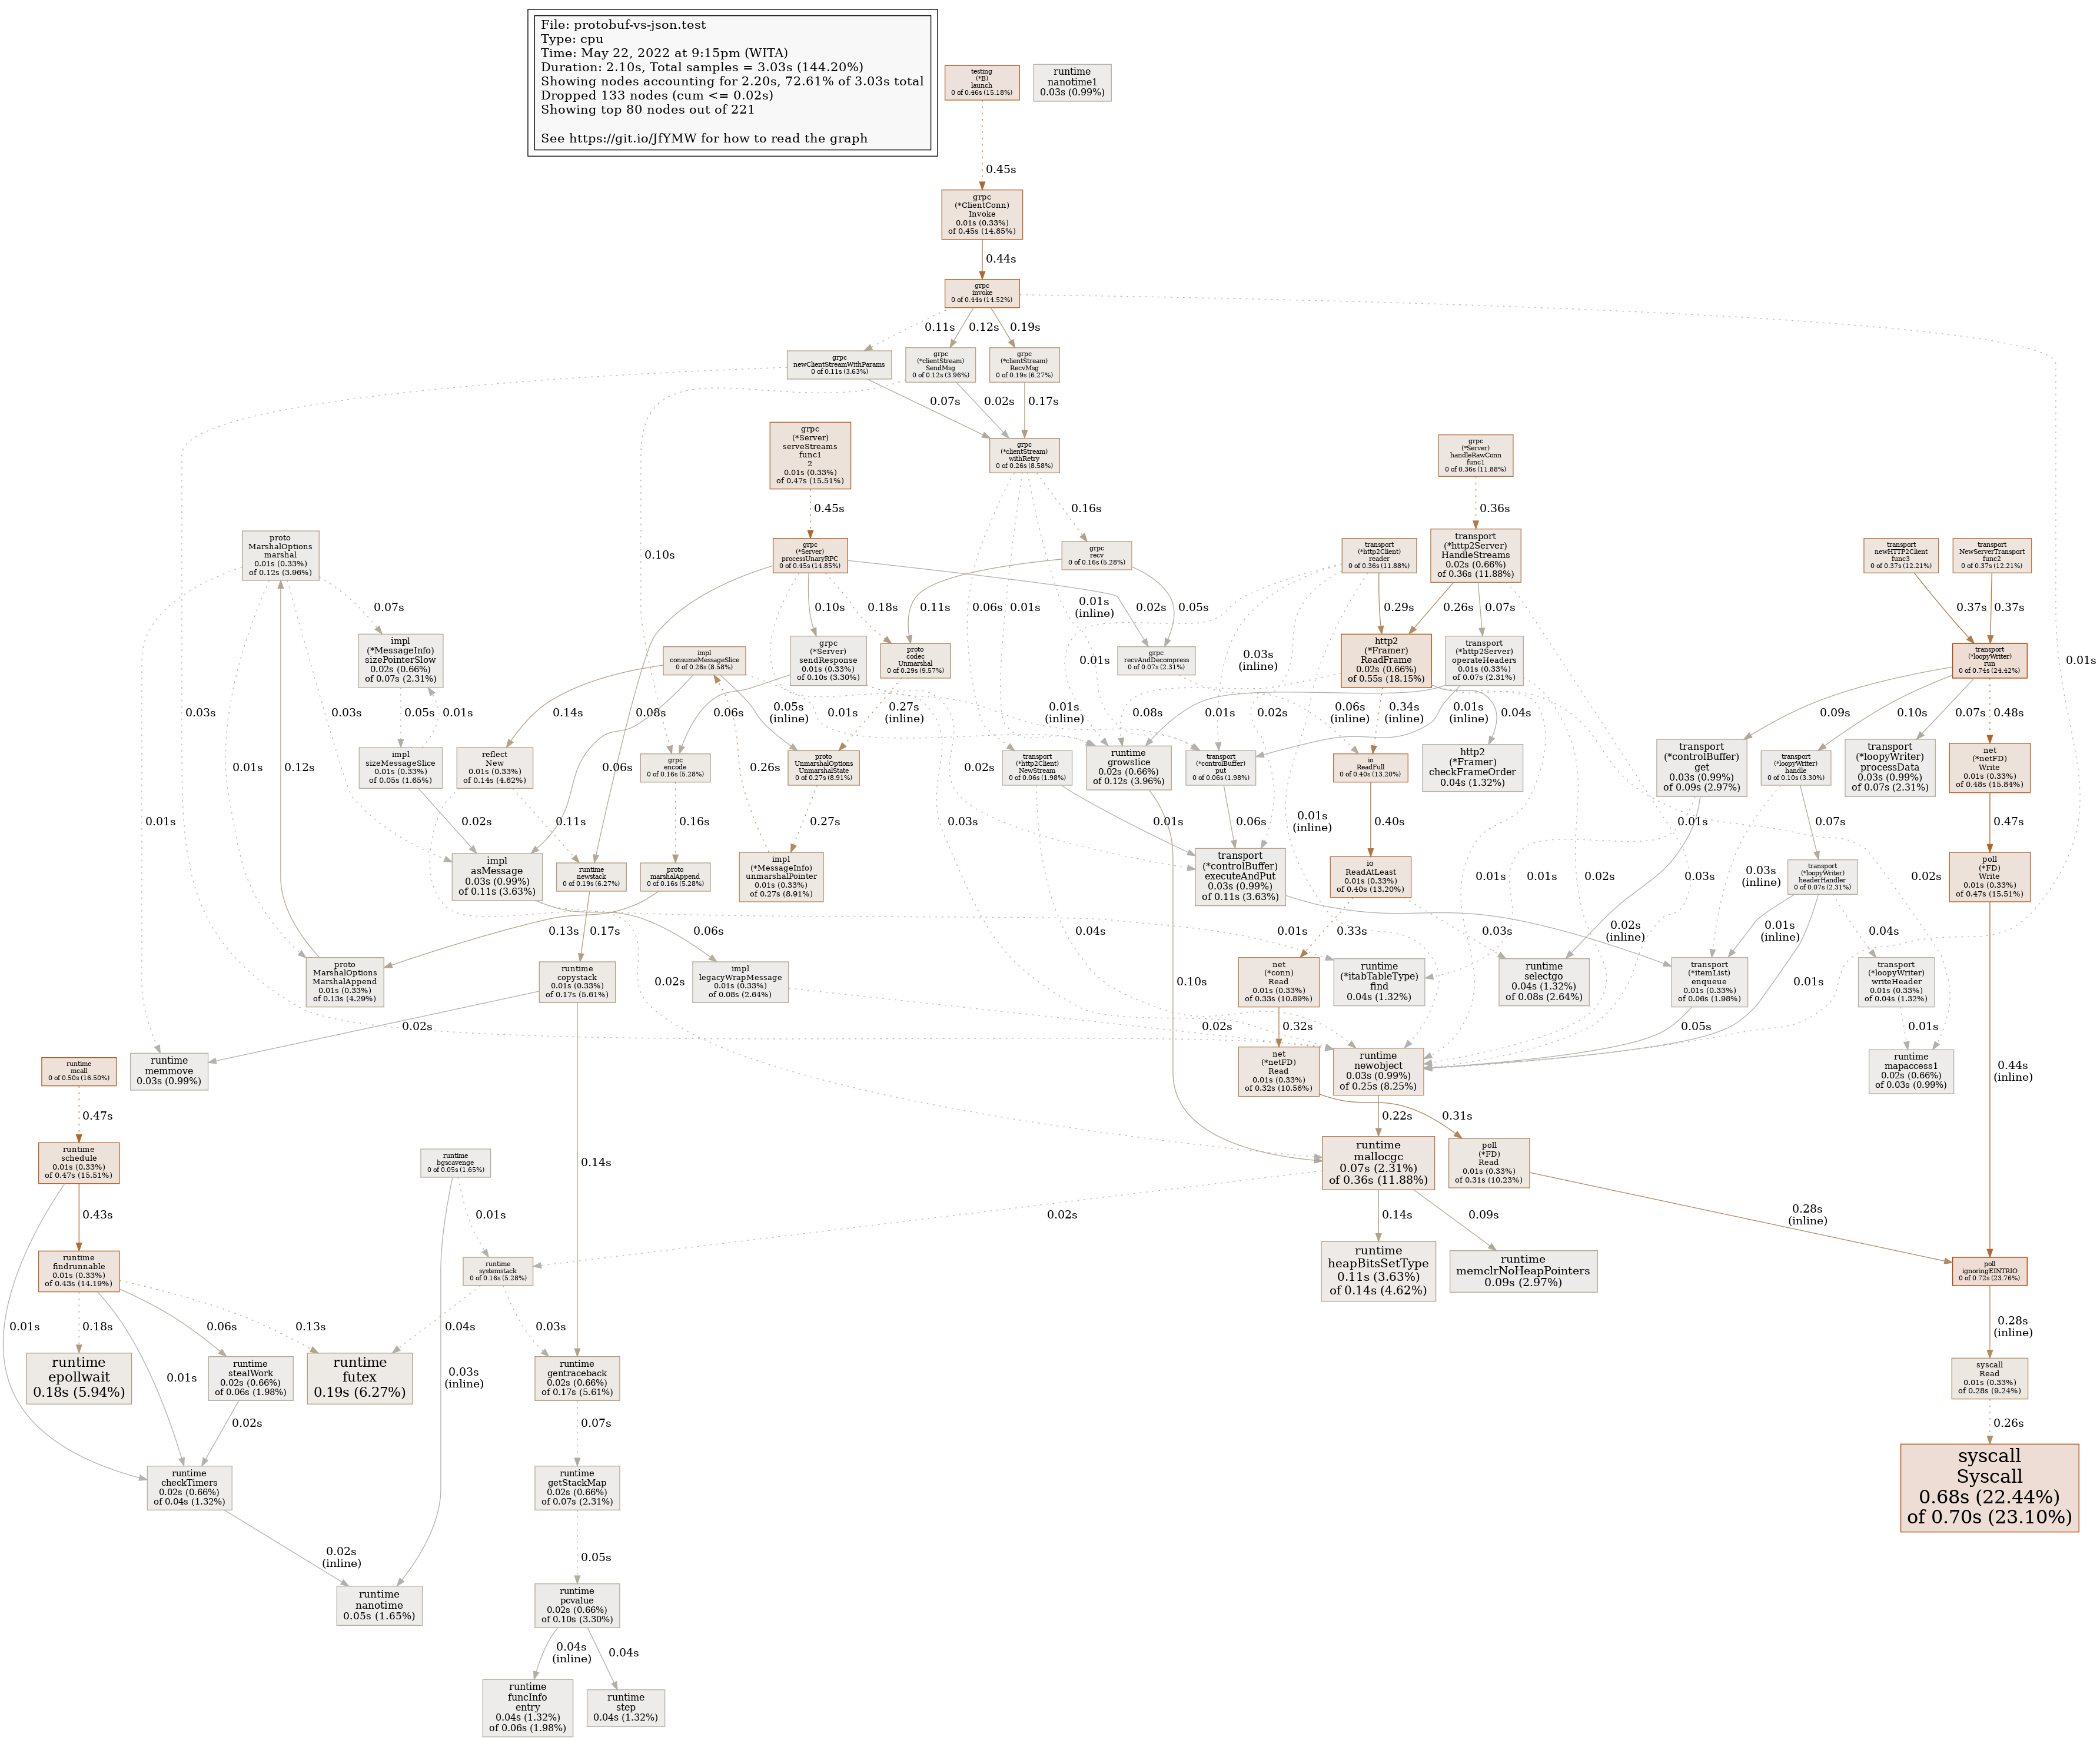 File: protobuf-vs-json.test
Type: cpu
Time: May 22, 2022 at 9:15pm (WITA)
Duration: 2.10s, Total samples = 3.03s (144.20%)
Showing nodes accounting for 2.20s, 72.61% of 3.03s total
Dropped 133 nodes (cum <= 0.02s)
Showing top 80 nodes out of 221
See https://git.io/JfYMW for how to read the graph
testing
(*B)
launch
0 of 0.46s (15.18%)
runtime
nanotime1
0.03s (0.99%)
0.45s
grpc
(*ClientConn)
Invoke
0.01s (0.33%)
of 0.45s (14.85%)
0.44s
grpc
invoke
0 of 0.44s (14.52%)
0.11s
0.12s
0.19s
grpc
newClientStreamWithParams
0 of 0.11s (3.63%)
grpc
(*clientStream)
SendMsg
0 of 0.12s (3.96%)
grpc
(*clientStream)
RecvMsg
0 of 0.19s (6.27%)
0.07s
0.02s
0.17s
grpc
(*Server)
serveStreams
func1
2
0.01s (0.33%)
of 0.47s (15.51%)
grpc
(*clientStream)
withRetry
0 of 0.26s (8.58%)
grpc
(*Server)
handleRawConn
func1
0 of 0.36s (11.88%)
0.45s
0.16s
0.36s
proto
MarshalOptions
marshal
0.01s (0.33%)
of 0.12s (3.96%)
0.10s
grpc
(*Server)
processUnaryRPC
0 of 0.45s (14.85%)
grpc
recv
0 of 0.16s (5.28%)
transport
(*http2Client)
reader
0 of 0.36s (11.88%)
transport
(*http2Server)
HandleStreams
0.02s (0.66%)
of 0.36s (11.88%)
transport
newHTTP2Client
func3
0 of 0.37s (12.21%)
transport
NewServerTransport
func2
0 of 0.37s (12.21%)
0.07s
0.10s
0.18s
0.11s
0.06s
0.01s
0.01s
(inline)
0.02s
0.05s
0.29s
0.26s
0.07s
0.37s
0.37s
impl
(*MessageInfo)
sizePointerSlow
0.02s (0.66%)
of 0.07s (2.31%)
impl
consumeMessageSlice
0 of 0.26s (8.58%)
grpc
(*Server)
sendResponse
0.01s (0.33%)
of 0.10s (3.30%)
proto
codec
Unmarshal
0 of 0.29s (9.57%)
grpc
recvAndDecompress
0 of 0.07s (2.31%)
0.01s
0.03s
(inline)
http2
(*Framer)
ReadFrame
0.02s (0.66%)
of 0.55s (18.15%)
transport
(*http2Server)
operateHeaders
0.01s (0.33%)
of 0.07s (2.31%)
transport
(*loopyWriter)
run
0 of 0.74s (24.42%)
0.01s
0.03s
0.03s
0.05s
0.01s
0.14s
0.08s
0.06s
0.05s
(inline)
0.01s
0.27s
(inline)
0.01s
(inline)
0.08s
0.01s
0.02s
0.06s
(inline)
0.34s
(inline)
0.01s
(inline)
0.04s
0.09s
0.10s
0.07s
0.48s
0.01s
impl
sizeMessageSlice
0.01s (0.33%)
of 0.05s (1.65%)
reflect
New
0.01s (0.33%)
of 0.14s (4.62%)
grpc
encode
0 of 0.16s (5.28%)
proto
UnmarshalOptions
UnmarshalState
0 of 0.27s (8.91%)
transport
(*http2Client)
NewStream
0 of 0.06s (1.98%)
runtime
growslice
0.02s (0.66%)
of 0.12s (3.96%)
transport
(*controlBuffer)
put
0 of 0.06s (1.98%)
io
ReadFull
0 of 0.40s (13.20%)
http2
(*Framer)
checkFrameOrder
0.04s (1.32%)
transport
(*controlBuffer)
get
0.03s (0.99%)
of 0.09s (2.97%)
transport
(*loopyWriter)
handle
0 of 0.10s (3.30%)
transport
(*loopyWriter)
processData
0.03s (0.99%)
of 0.07s (2.31%)
net
(*netFD)
Write
0.01s (0.33%)
of 0.48s (15.84%)
0.26s
0.06s
0.02s
0.01s
0.12s
0.02s
0.11s
0.16s
0.27s
0.03s
0.01s
0.06s
0.01s
(inline)
0.40s
0.01s
0.07s
0.47s
impl
asMessage
0.03s (0.99%)
of 0.11s (3.63%)
runtime
newstack
0 of 0.19s (6.27%)
proto
marshalAppend
0 of 0.16s (5.28%)
impl
(*MessageInfo)
unmarshalPointer
0.01s (0.33%)
of 0.27s (8.91%)
transport
(*controlBuffer)
executeAndPut
0.03s (0.99%)
of 0.11s (3.63%)
io
ReadAtLeast
0.01s (0.33%)
of 0.40s (13.20%)
0.01s
0.01s
0.02s
0.03s
0.03s
(inline)
transport
(*loopyWriter)
headerHandler
0 of 0.07s (2.31%)
0.02s
poll
(*FD)
Write
0.01s (0.33%)
of 0.47s (15.51%)
0.13s
0.17s
0.06s
0.04s
0.01s
0.33s
0.03s
0.02s
(inline)
0.01s
(inline)
0.04s
proto
MarshalOptions
MarshalAppend
0.01s (0.33%)
of 0.13s (4.29%)
runtime
copystack
0.01s (0.33%)
of 0.17s (5.61%)
0.02s
impl
legacyWrapMessage
0.01s (0.33%)
of 0.08s (2.64%)
0.10s
net
(*conn)
Read
0.01s (0.33%)
of 0.33s (10.89%)
runtime
(*itabTableType)
find
0.04s (1.32%)
runtime
selectgo
0.04s (1.32%)
of 0.08s (2.64%)
transport
(*itemList)
enqueue
0.01s (0.33%)
of 0.06s (1.98%)
0.01s
transport
(*loopyWriter)
writeHeader
0.01s (0.33%)
of 0.04s (1.32%)
0.02s
0.02s
0.32s
0.05s
0.01s
runtime
mcall
0 of 0.50s (16.50%)
runtime
memmove
0.03s (0.99%)
net
(*netFD)
Read
0.01s (0.33%)
of 0.32s (10.56%)
runtime
newobject
0.03s (0.99%)
of 0.25s (8.25%)
runtime
mapaccess1
0.02s (0.66%)
of 0.03s (0.99%)
0.44s
(inline)
0.47s
0.22s
0.31s
runtime
schedule
0.01s (0.33%)
of 0.47s (15.51%)
runtime
bgscavenge
0 of 0.05s (1.65%)
0.14s
runtime
mallocgc
0.07s (2.31%)
of 0.36s (11.88%)
poll
(*FD)
Read
0.01s (0.33%)
of 0.31s (10.23%)
0.43s
0.01s
0.02s
0.14s
0.09s
0.28s
(inline)
runtime
findrunnable
0.01s (0.33%)
of 0.43s (14.19%)
runtime
systemstack
0 of 0.16s (5.28%)
runtime
heapBitsSetType
0.11s (3.63%)
of 0.14s (4.62%)
runtime
memclrNoHeapPointers
0.09s (2.97%)
poll
ignoringEINTRIO
0 of 0.72s (23.76%)
0.01s
0.18s
0.06s
0.13s
0.04s
0.03s
0.28s
(inline)
runtime
epollwait
0.18s (5.94%)
0.01s
runtime
stealWork
0.02s (0.66%)
of 0.06s (1.98%)
runtime
futex
0.19s (6.27%)
0.03s
(inline)
runtime
gentraceback
0.02s (0.66%)
of 0.17s (5.61%)
syscall
Read
0.01s (0.33%)
of 0.28s (9.24%)
0.02s
0.07s
0.26s
runtime
checkTimers
0.02s (0.66%)
of 0.04s (1.32%)
runtime
getStackMap
0.02s (0.66%)
of 0.07s (2.31%)
syscall
Syscall
0.68s (22.44%)
of 0.70s (23.10%)
0.02s
(inline)
0.05s
runtime
nanotime
0.05s (1.65%)
runtime
pcvalue
0.02s (0.66%)
of 0.10s (3.30%)
0.04s
(inline)
0.04s
runtime
funcInfo
entry
0.04s (1.32%)
of 0.06s (1.98%)
runtime
step
0.04s (1.32%)